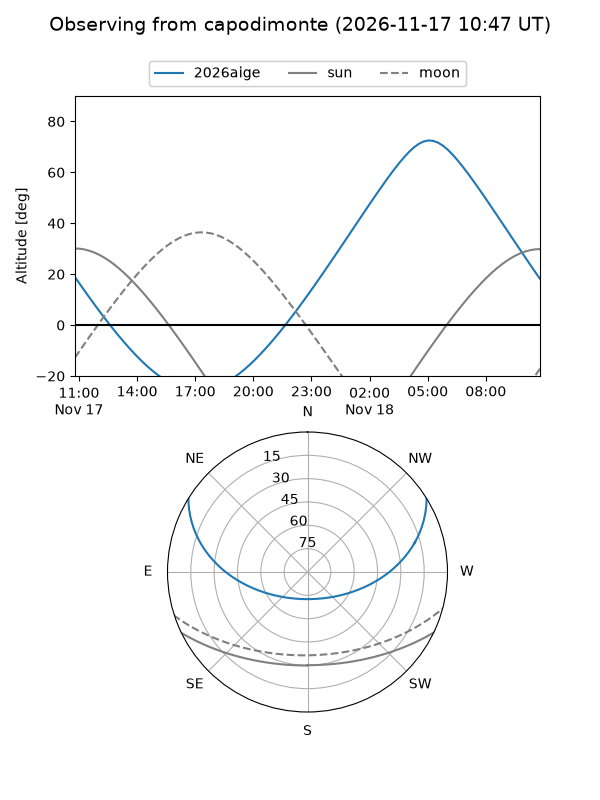 Observing from capodimonte (2026-11-17 10:47 UT)
2026aige sun moon
Altitude [deg]
80
60
40
20
0
−20
11:00 14:00 17:00 20:00 23:00 02:00 05:00 08:00
Nov 17 Nov 18
N
NE NW
15
30
45
60
75
E W
SE SW
S